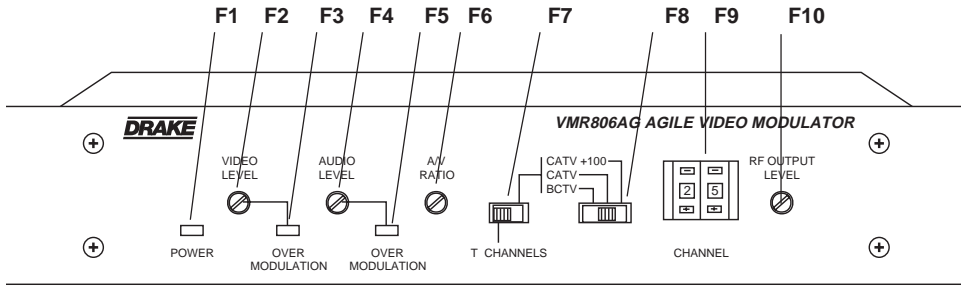 F1 F2 F3 F4 F5 F6 F7 F8 F9 F10
DRAKE
VMR806AG AGILE VIDEO MODULATOR
VIDEO LEVEL
AUDIO LEVEL
A/V RATIO
CATV +100
CATV
BCTV
RF OUTPUT LEVEL
- -
2 5
+ +
POWER
OVER MODULATION
OVER MODULATION
T CHANNELS
CHANNEL